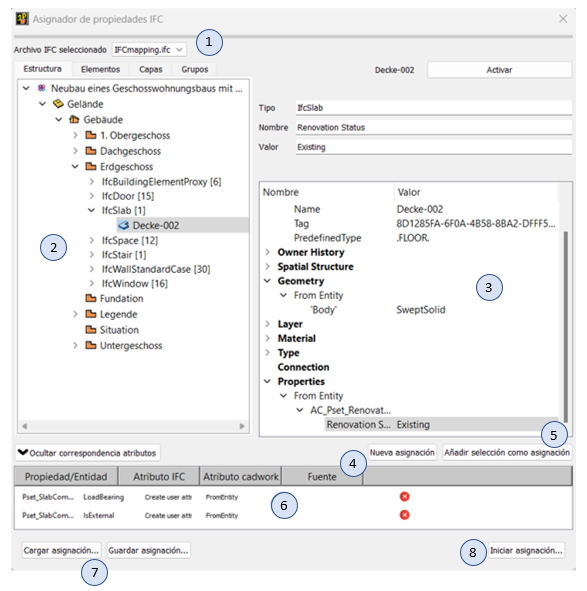 Asignador de propiedades IFC
Archivo IFC seleccionado IFCmapping.ifc 1
Estructura Elementos Capas Grupos Decke-002 Activar
Neubau eines Geschosswohnungsbaus mit ...
Gelände
Gebäude
1. Obergeschoss
Dachgeschoss
Erdgeschoss
IfcBuildingElementProxy [6]
IfcDoor [15]
IfcSlab [1]
Decke-002
2
IfcSpace [12]
IfcStair [1]
IfcWallStandardCase [30]
IfcWindow [16]
Fundation
Legende
Situation
Untergeschoss
Tipo IfcSlab
Nombre Renovation Status
Valor Existing
Nombre Valor
Name Decke-002
Tag 8D1285FA-6F0A-4B58-8BA2-DFFF5...
PredefinedType .FLOOR.
Owner History
Spatial Structure
Geometry
3
From Entity
'Body' SweptSolid
Layer
Material
Type
Connection
Properties
From Entity
AC_Pset_Renovat...
Renovation S... Existing
5
Ocultar correspondencia atributos Nueva asignación Añadir selección como asignación
4
Propiedad/Entidad Atributo IFC Atributo cadwork Fuente
Pset_SlabCom... LoadBearing Create user attr FromEntity
6
Pset_SlabCom... IsExternal Create user attr FromEntity
Cargar asignación... Guardar asignación... 8 Iniciar asignación...
7